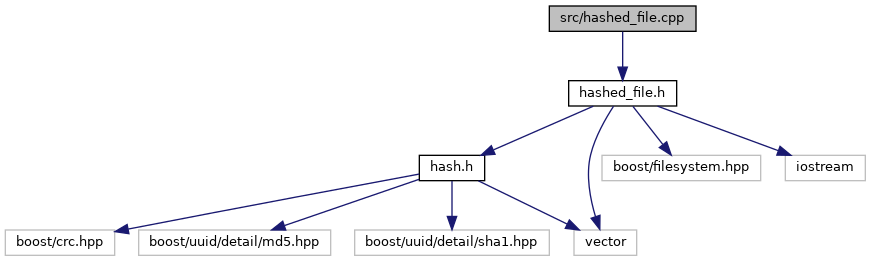 src/hashed_file.cpp
hashed_file.h
hash.h
boost/filesystem.hpp
iostream
boost/crc.hpp
boost/uuid/detail/md5.hpp
boost/uuid/detail/sha1.hpp
vector